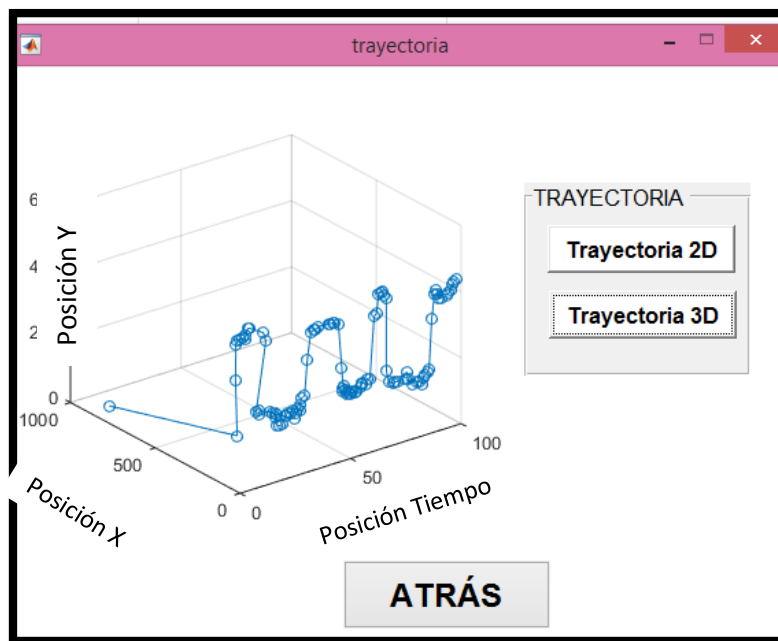 trayectoria
6
4
2
0
Posición Y
1000
500
0
Posición X
0
50
100
Posición Tiempo
TRAYECTORIA
Trayectoria 2D
Trayectoria 3D
ATRÁS